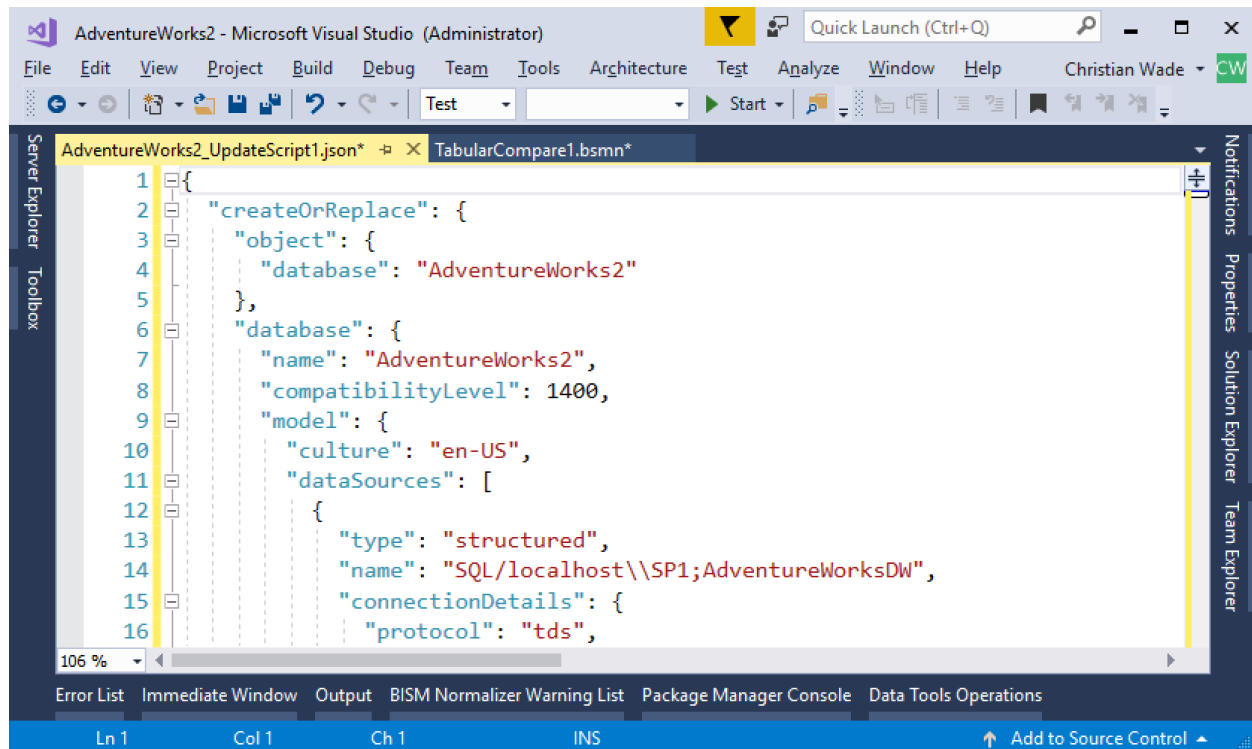 AdventureWorks2 - Microsoft Visual Studio (Administrator)
Quick Launch (Ctrl+Q)
File Edit View Project Build Debug Team Tools Architecture Test Analyze Window Help Christian Wade CW
Test Start
AdventureWorks2_UpdateScript1.json* TabularCompare1.bsmn*
Server Explorer
Toolbox
1 {
2 "createOrReplace": {
3 "object": {
4 "database": "AdventureWorks2"
5 },
6 "database": {
7 "name": "AdventureWorks2",
8 "compatibilityLevel": 1400,
9 "model": {
10 "culture": "en-US",
11 "dataSources": [
12 {
13 "type": "structured",
14 "name": "SQL/localhost\\SP1;AdventureWorksDW",
15 "connectionDetails": {
16 "protocol": "tds",
Notifications
Properties
Solution Explorer
Team Explorer
106 %
Error List Immediate Window Output BISM Normalizer Warning List Package Manager Console Data Tools Operations
Ln 1 Col 1 Ch 1 INS Add to Source Control